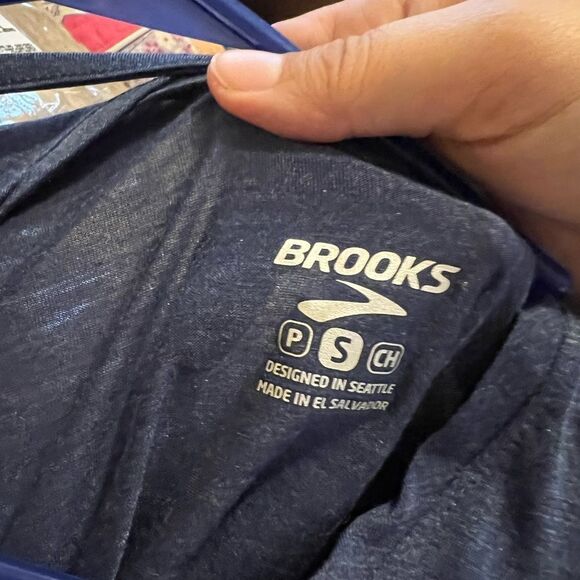 BROOKS
P S CH
DESIGNED IN SEATTLE
MADE IN EL SALVADOR